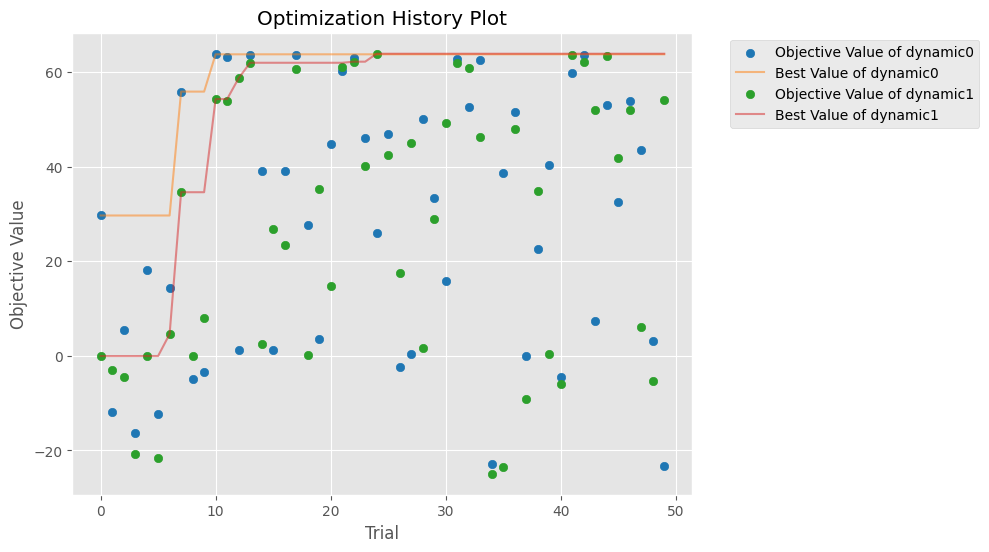 Optimization History Plot
Objective Value
60
40
20
0
−20
0
10
20
30
40
50
Trial
Objective Value of dynamic0
Best Value of dynamic0
Objective Value of dynamic1
Best Value of dynamic1